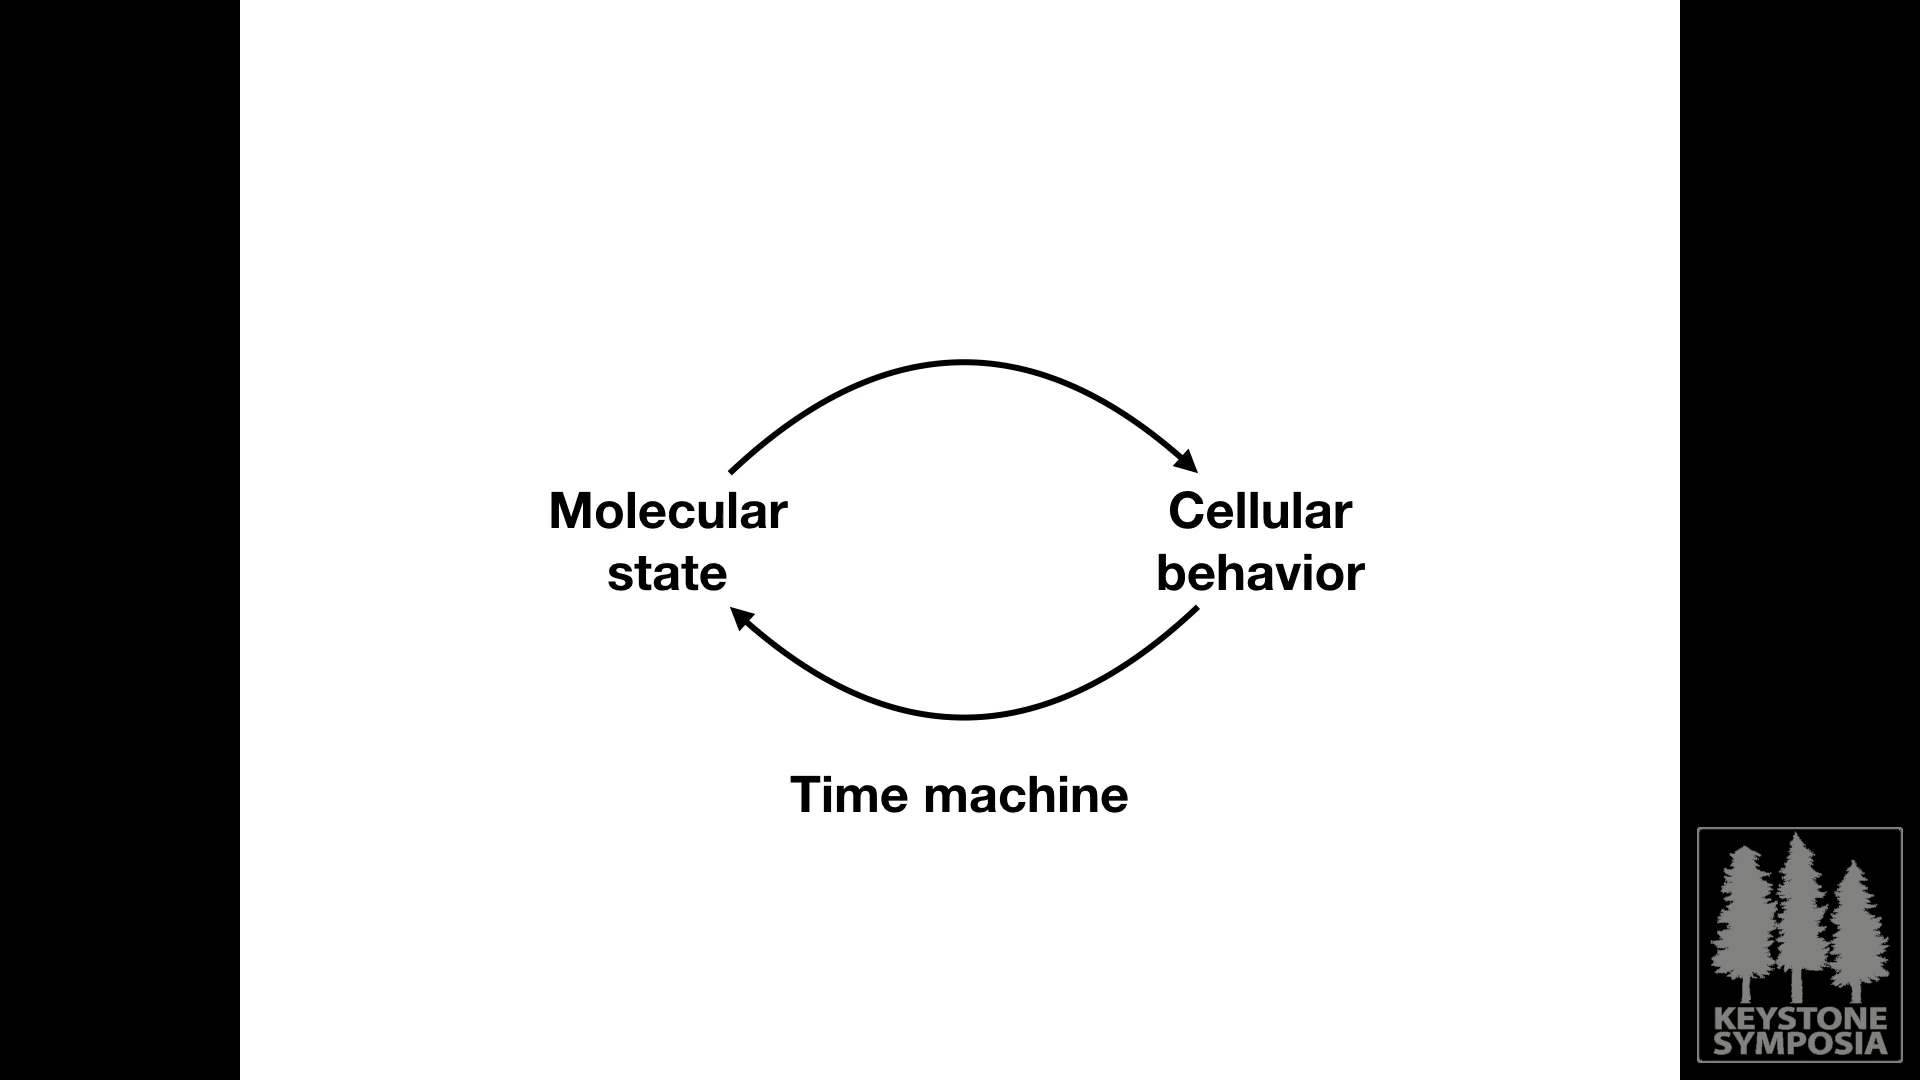 Molecular
state
Cellular
behavior
Time machine
KEYSTONE
SYMPOSIA